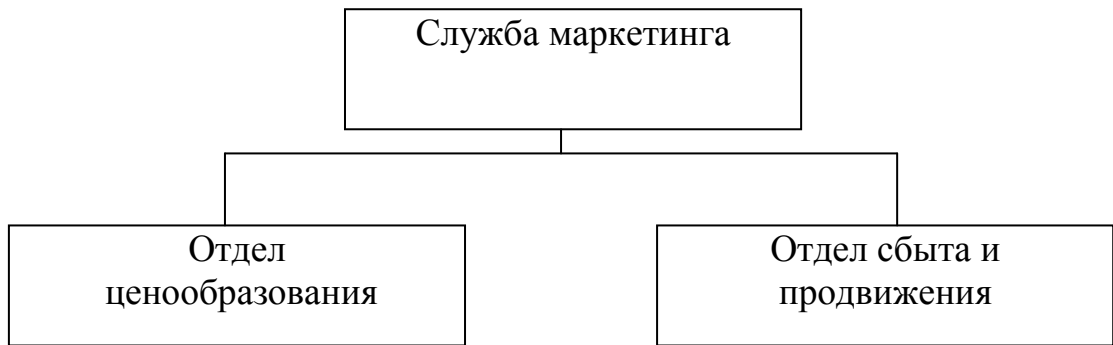 Служба маркетинга
Отдел
ценообразования
Отдел сбыта и
продвижения